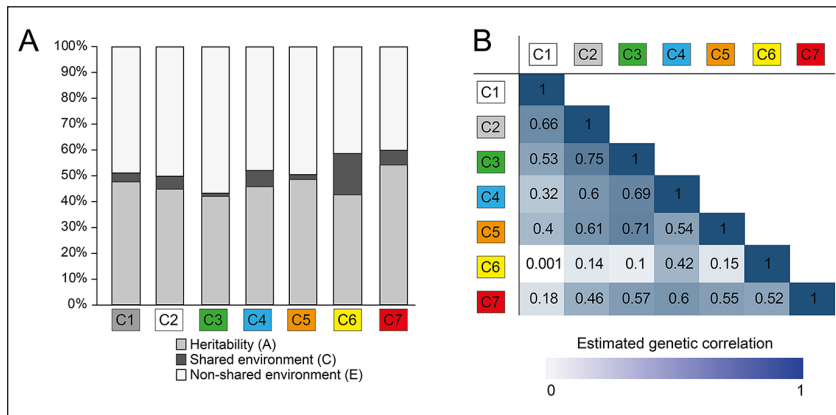 A
100%
90%
80%
70%
60%
50%
40%
30%
20%
10%
0%
C1 C2 C3 C4 C5 C6 C7
Heritability (A)
Shared environment (C)
Non-shared environment (E)
B
C1 C2 C3 C4 C5 C6 C7
C1 1
C2 0.66 1
C3 0.53 0.75 1
C4 0.32 0.6 0.69 1
C5 0.4 0.61 0.71 0.54 1
C6 0.001 0.14 0.1 0.42 0.15 1
C7 0.18 0.46 0.57 0.6 0.55 0.52 1
Estimated genetic correlation
0 1